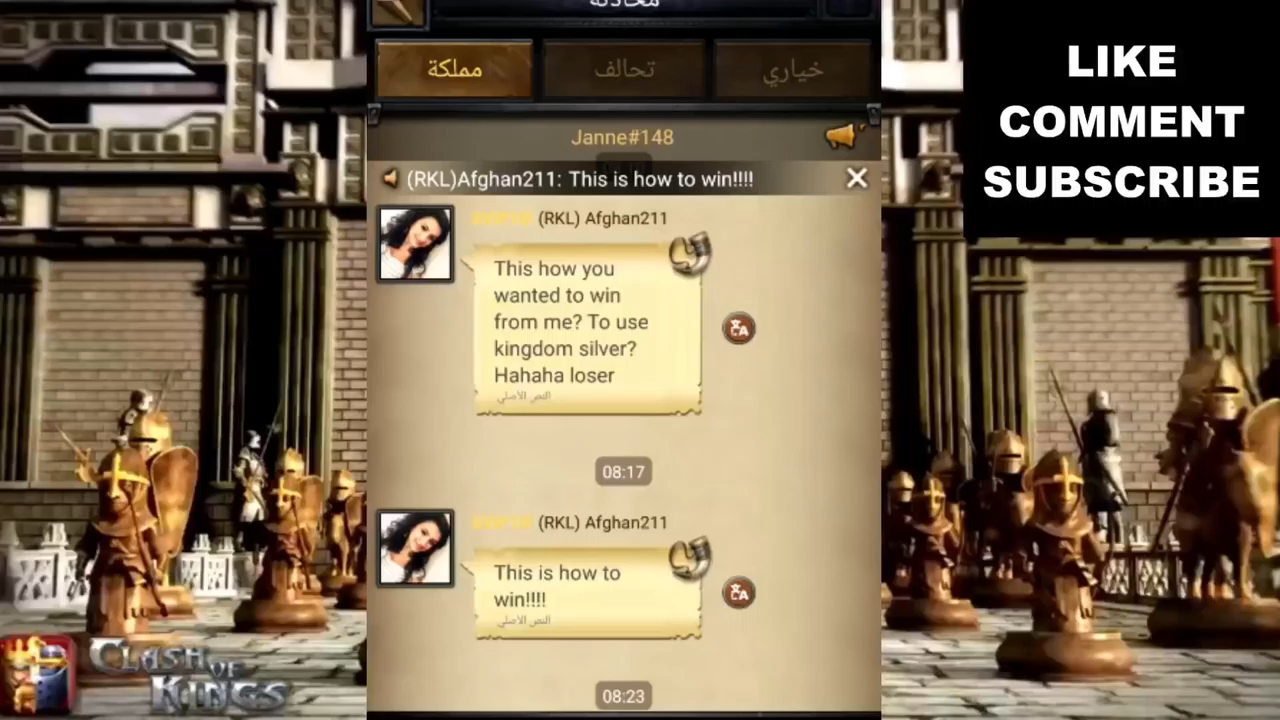 محادثة
مملكة
تحالف
خياري
Janne#148
(RKL)Afghan211: This is how to win!!!!
(RKL) Afghan211
This how you
wanted to win
from me? To use
kingdom silver?
Hahaha loser
النص الأصلي
08:17
(RKL) Afghan211
This is how to
win!!!!
النص الأصلي
08:23
LIKE
COMMENT
SUBSCRIBE
CLASH OF
KINGS